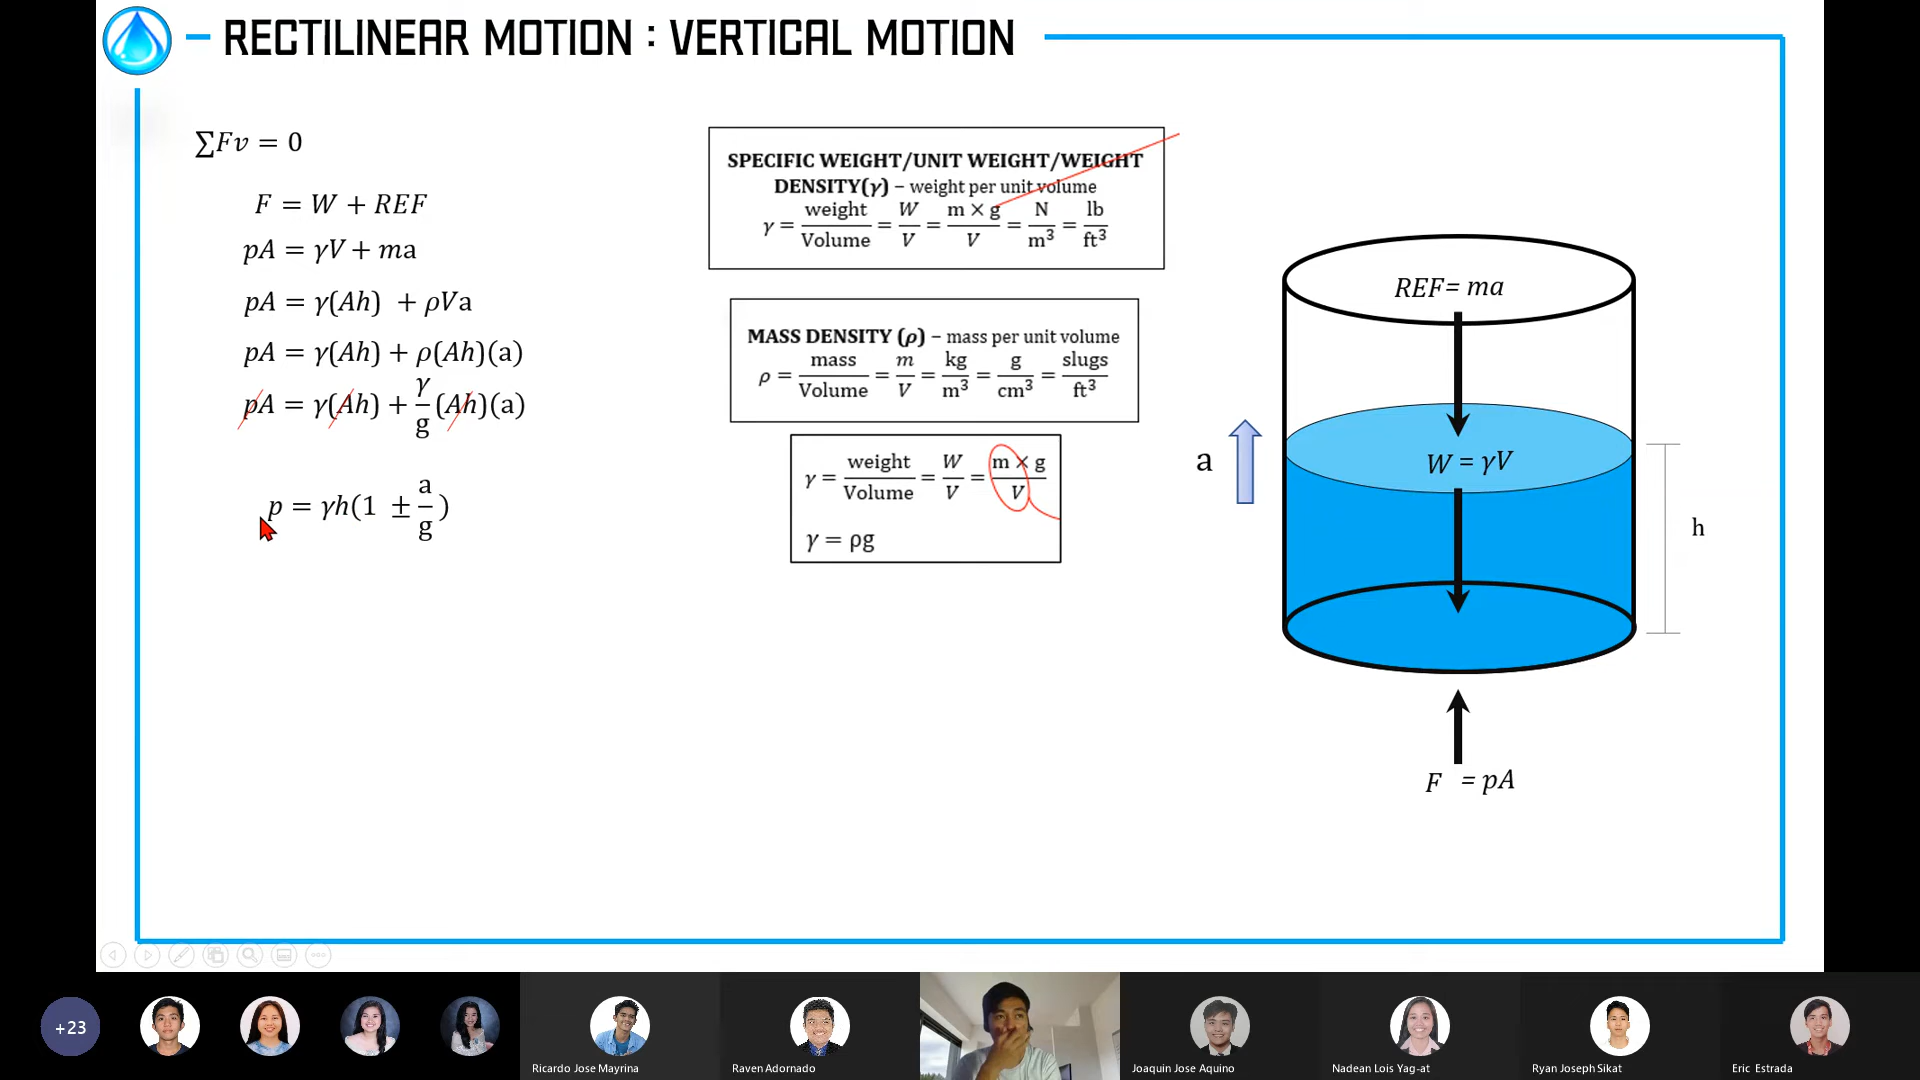 RECTILINEAR MOTION : VERTICAL MOTION
∑Fv = 0
F = W + REF
pA = γV + ma
pA = γ(Ah) + ρVa
pA = γ(Ah) + ρ(Ah)(a)
pA = γ(Ah) + γ/g (Ah)(a)
p = γh(1 ± a/g)
SPECIFIC WEIGHT/UNIT WEIGHT/WEIGHT
DENSITY(γ) – weight per unit volume
γ = weight/Volume = W/V = m × g/V = N/m³ = lb/ft³
MASS DENSITY (ρ) – mass per unit volume
ρ = mass/Volume = m/V = kg/m³ = g/cm³ = slugs/ft³
γ = weight/Volume = W/V = m × g/V
γ = ρg
REF= ma
a
W = γV
h
F = pA
+23
Ricardo Jose Mayrina
Raven Adornado
Joaquin Jose Aquino
Nadean Lois Yag-at
Ryan Joseph Sikat
Eric Estrada